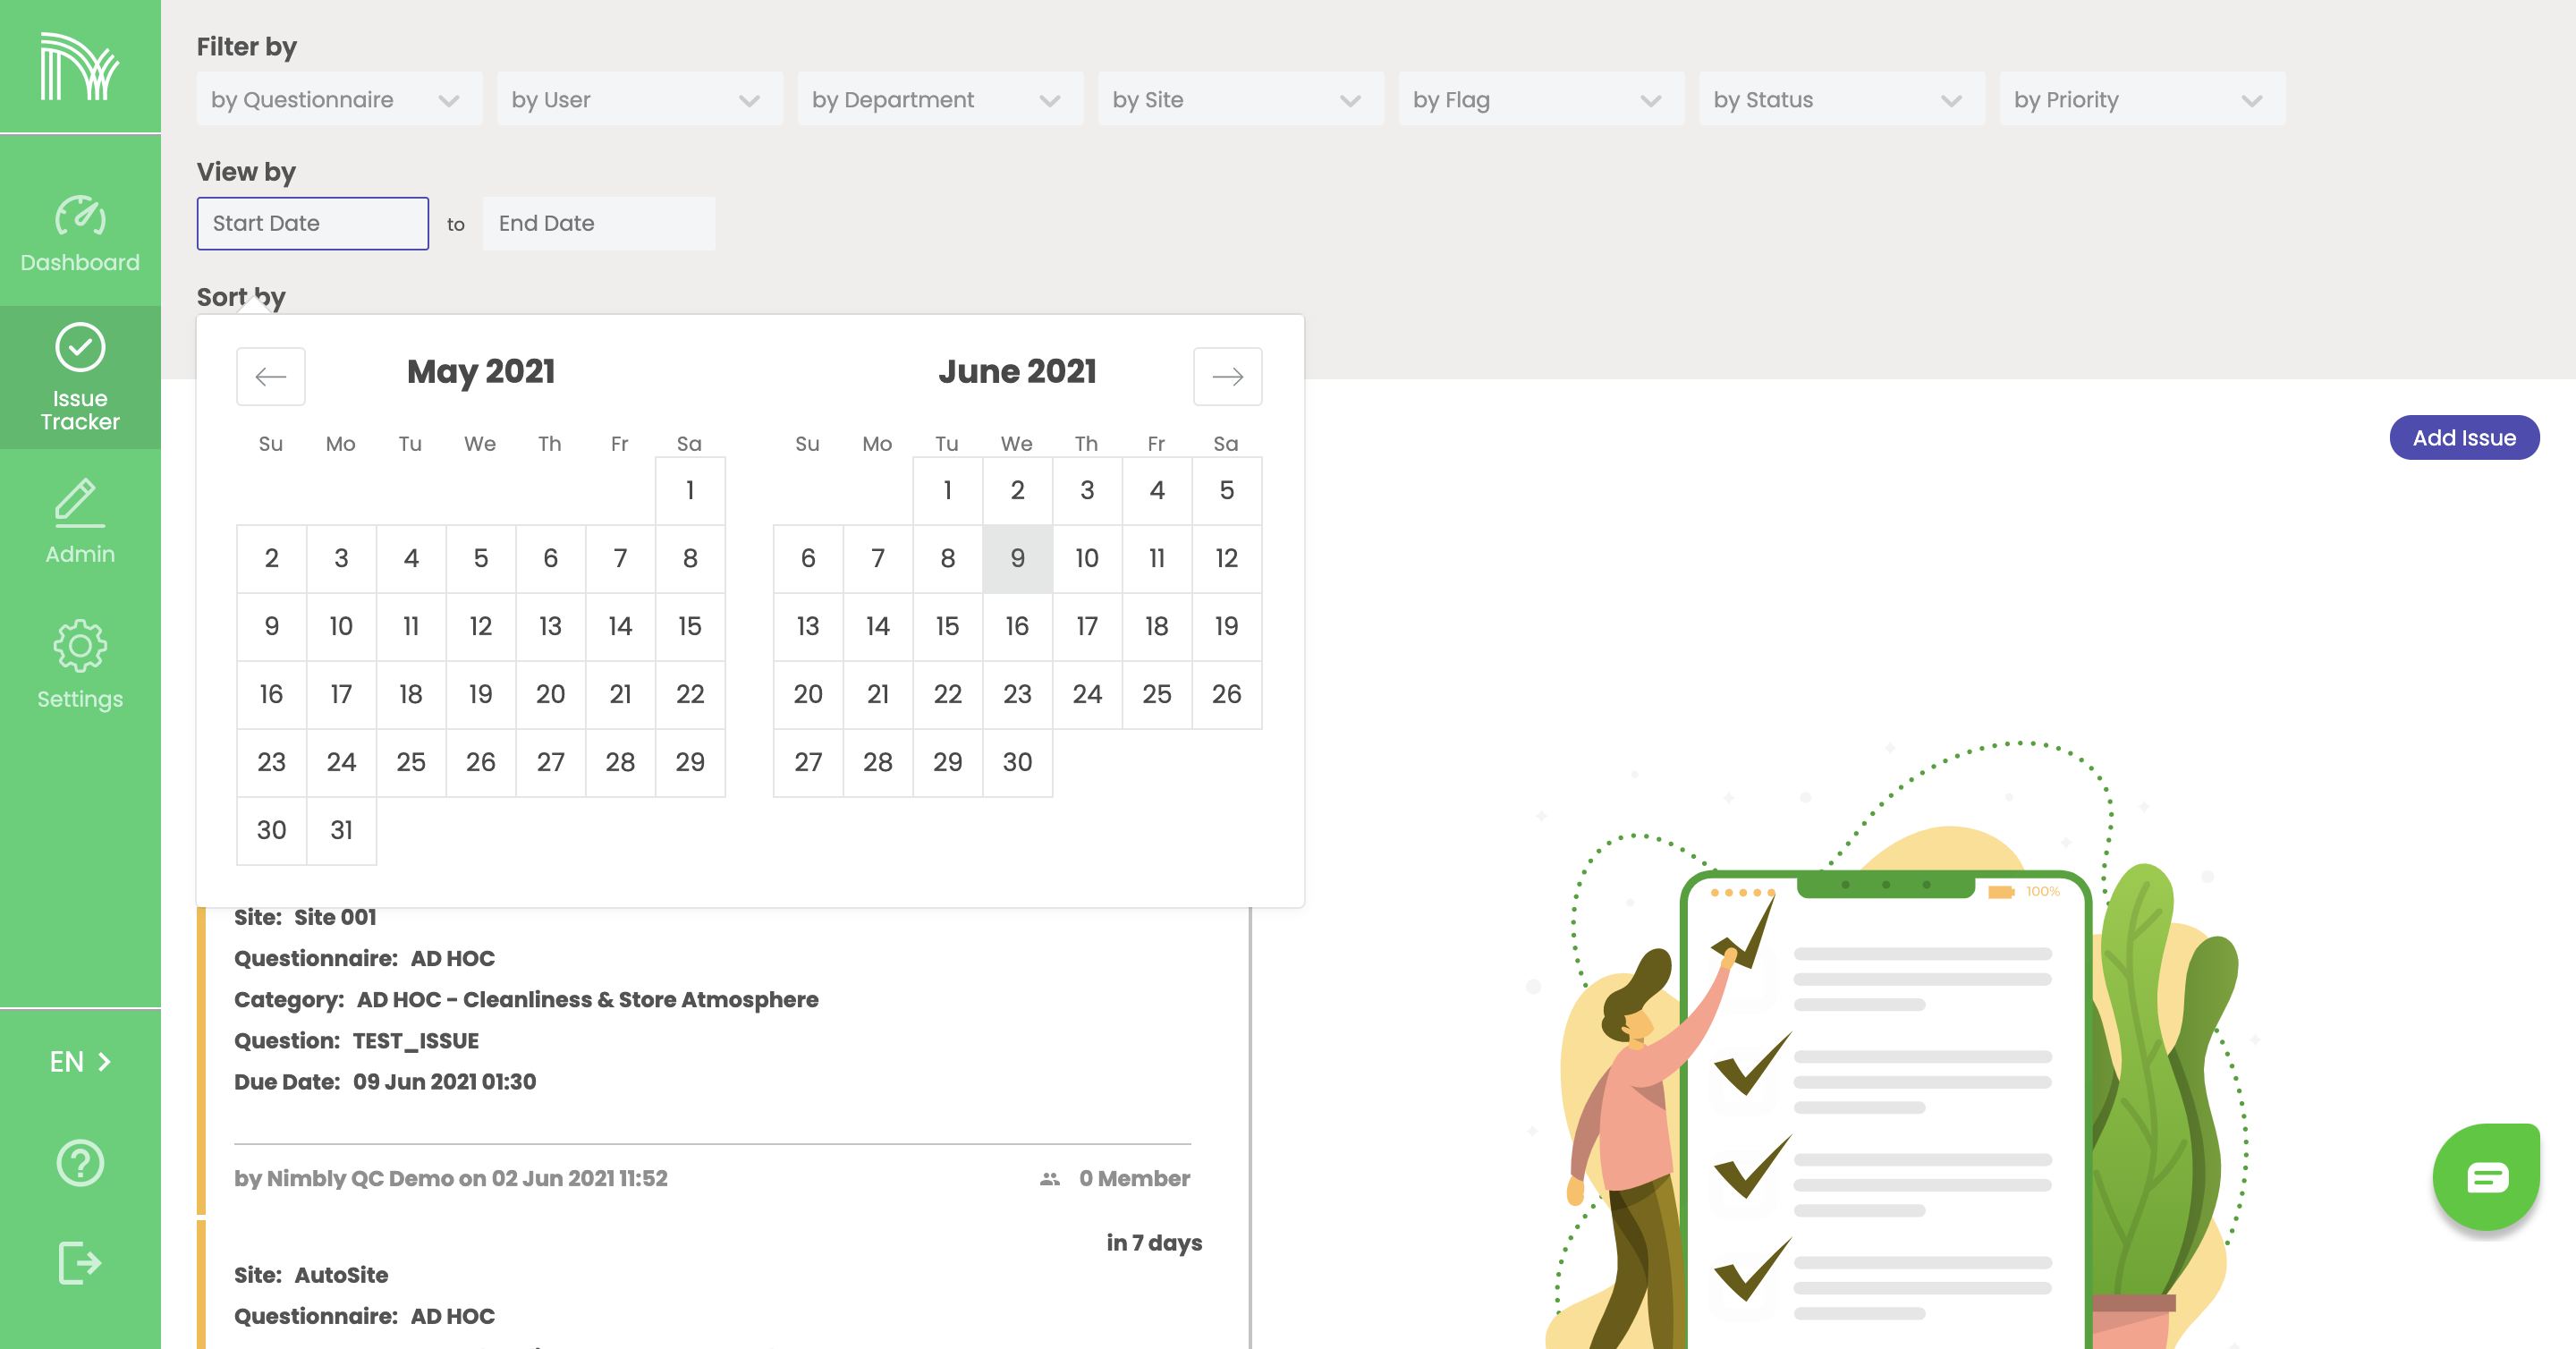 Filter by
by Questionnaire by User by Department by Site by Flag by Status by Priority
View by
Start Date to End Date
Sort by
Dashboard
Issue
Tracker
Admin
Settings
EN
May 2021 June 2021
Su Mo Tu We Th Fr Sa Su Mo Tu We Th Fr Sa
1 1 2 3 4 5
2 3 4 5 6 7 8 6 7 8 9 10 11 12
9 10 11 12 13 14 15 13 14 15 16 17 18 19
16 17 18 19 20 21 22 20 21 22 23 24 25 26
23 24 25 26 27 28 29 27 28 29 30
30 31
Add Issue
Site: Site 001
Questionnaire: AD HOC
Category: AD HOC - Cleanliness & Store Atmosphere
Question: TEST_ISSUE
Due Date: 09 Jun 2021 01:30
by Nimbly QC Demo on 02 Jun 2021 11:52 0 Member
in 7 days
Site: AutoSite
Questionnaire: AD HOC
100%